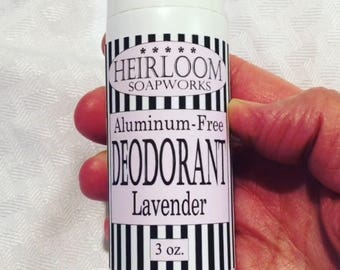 ★★★★★
HEIRLOOM
SOAPWORKS
Aluminum-Free
DEODORANT
Lavender
3 oz.